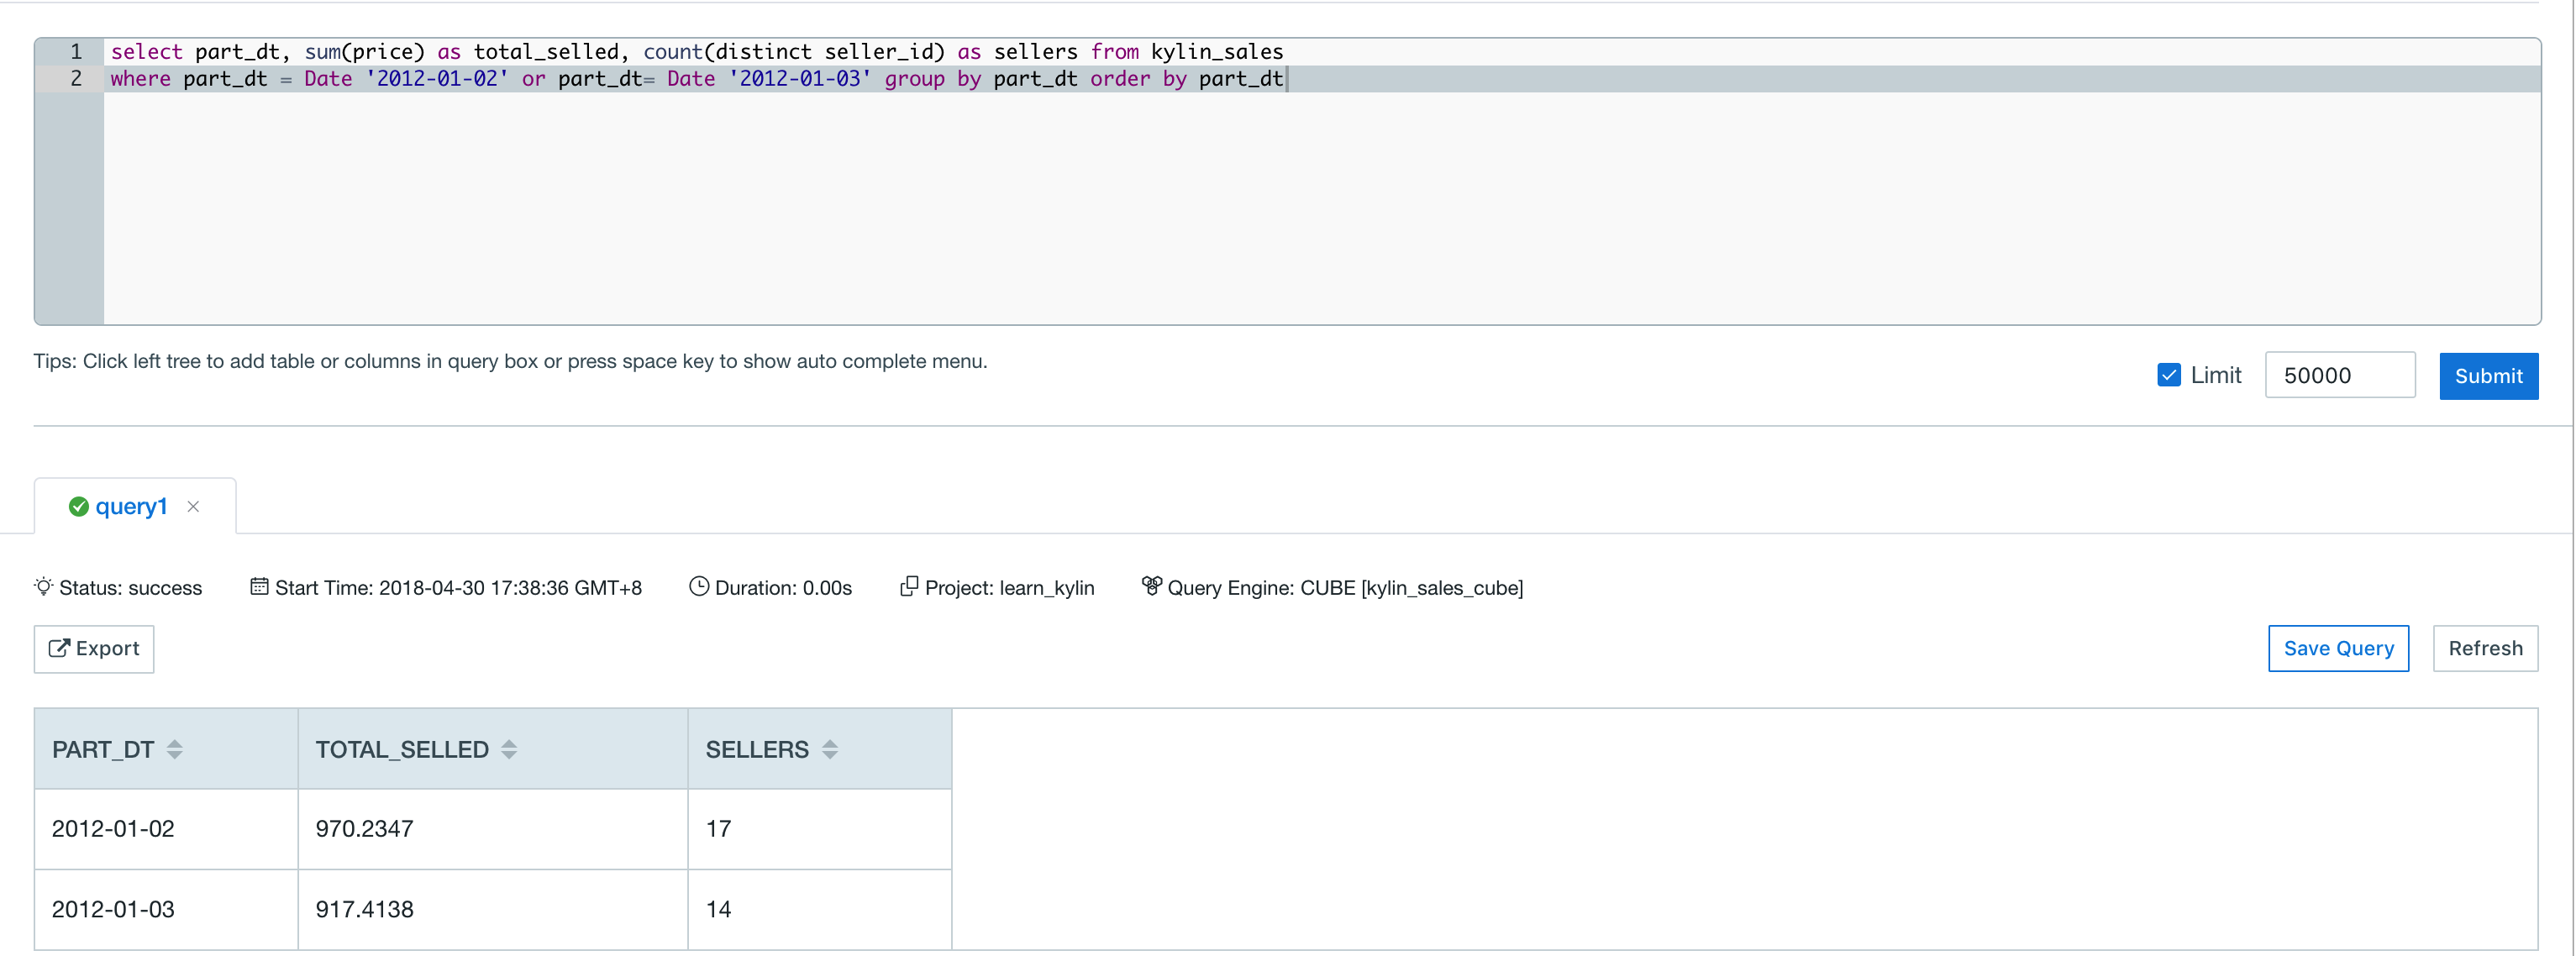 1 select part_dt, sum(price) as total_selled, count(distinct seller_id) as sellers from kylin_sales
2 where part_dt = Date '2012-01-02' or part_dt= Date '2012-01-03' group by part_dt order by part_dt
Tips: Click left tree to add table or columns in query box or press space key to show auto complete menu.
Limit 50000 Submit
query1 ×
Status: success Start Time: 2018-04-30 17:38:36 GMT+8 Duration: 0.00s Project: learn_kylin Query Engine: CUBE [kylin_sales_cube]
Export Save Query Refresh
PART_DT TOTAL_SELLED SELLERS
2012-01-02 970.2347 17
2012-01-03 917.4138 14